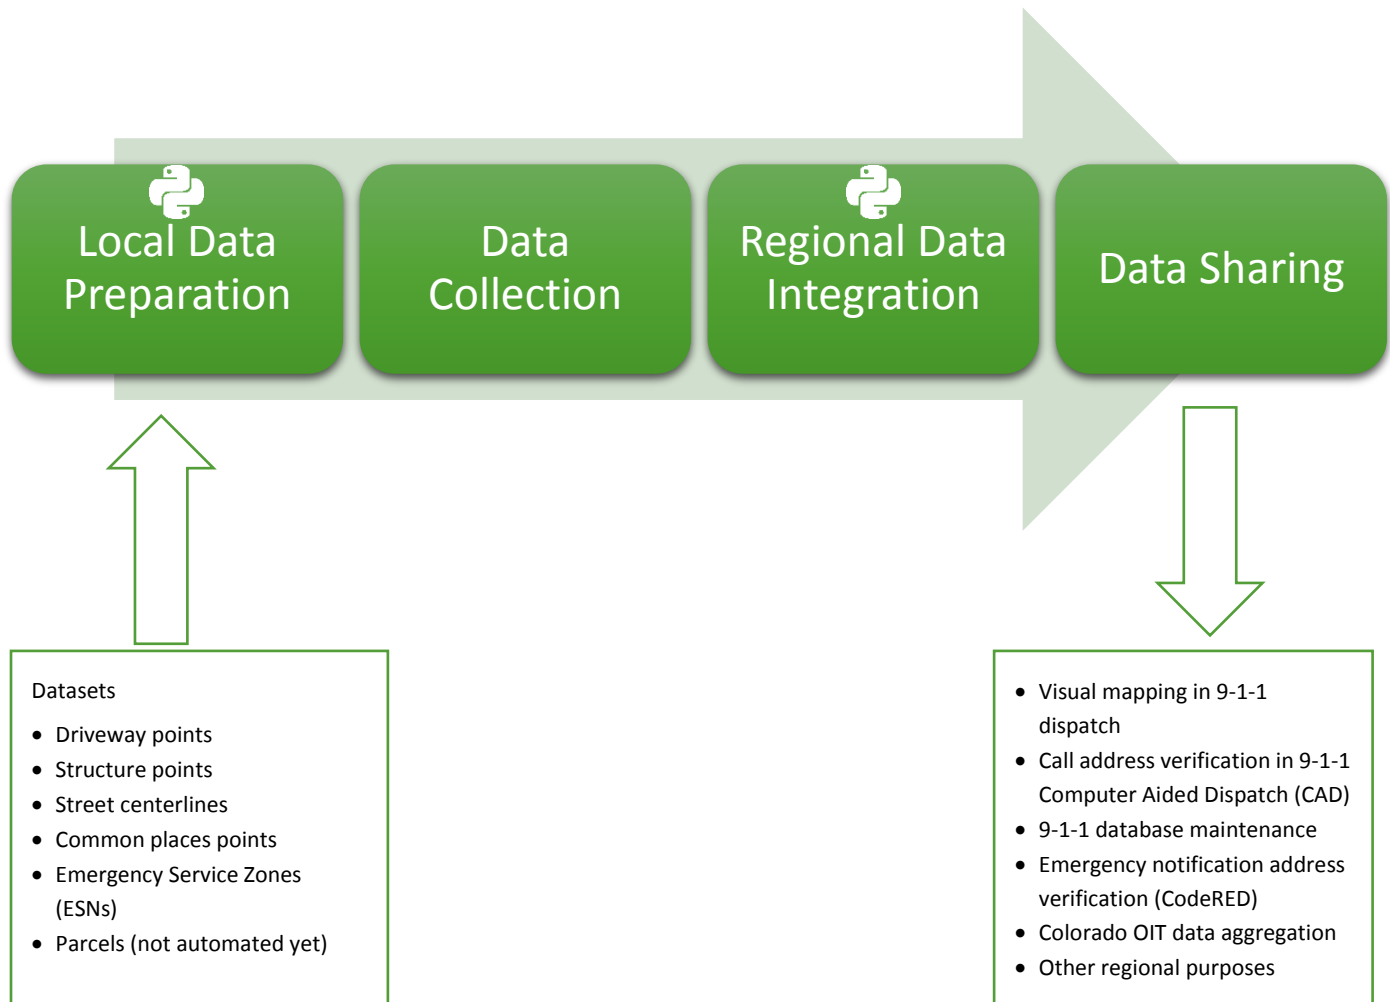 Local Data
Preparation
Data
Collection
Regional Data
Integration
Data Sharing
Datasets
• Driveway points
• Structure points
• Street centerlines
• Common places points
• Emergency Service Zones
(ESNs)
• Parcels (not automated yet)
• Visual mapping in 9-1-1
dispatch
• Call address verification in 9-1-1
Computer Aided Dispatch (CAD)
• 9-1-1 database maintenance
• Emergency notification address
verification (CodeRED)
• Colorado OIT data aggregation
• Other regional purposes